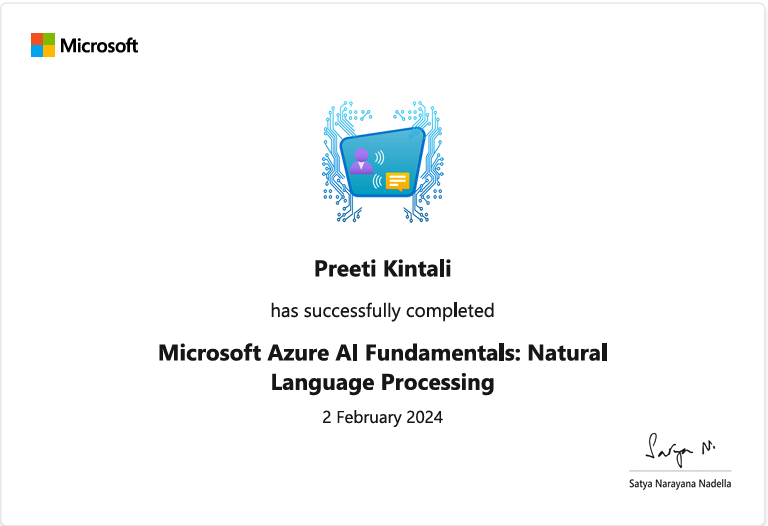 Microsoft
Preeti Kintali
has successfully completed
Microsoft Azure AI Fundamentals: Natural
Language Processing
2 February 2024
Satya N.
Satya Narayana Nadella